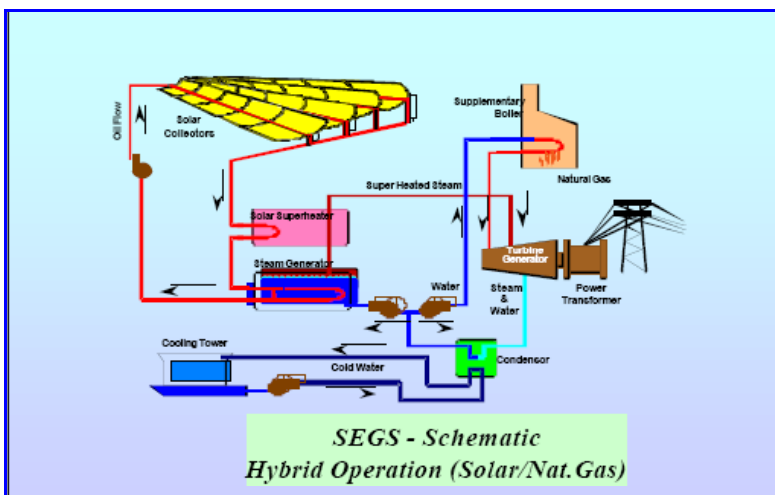 Supplementary
Boiler
Oil Flow
Solar
Collectors
Natural Gas
Super Heated Steam
Solar Superheater
Turbine
Generator
Steam Generator
Water
Steam
&
Water
Power
Transformer
Cooling Tower
Condensor
Cold Water
SEGS - Schematic
Hybrid Operation (Solar/Nat.Gas)